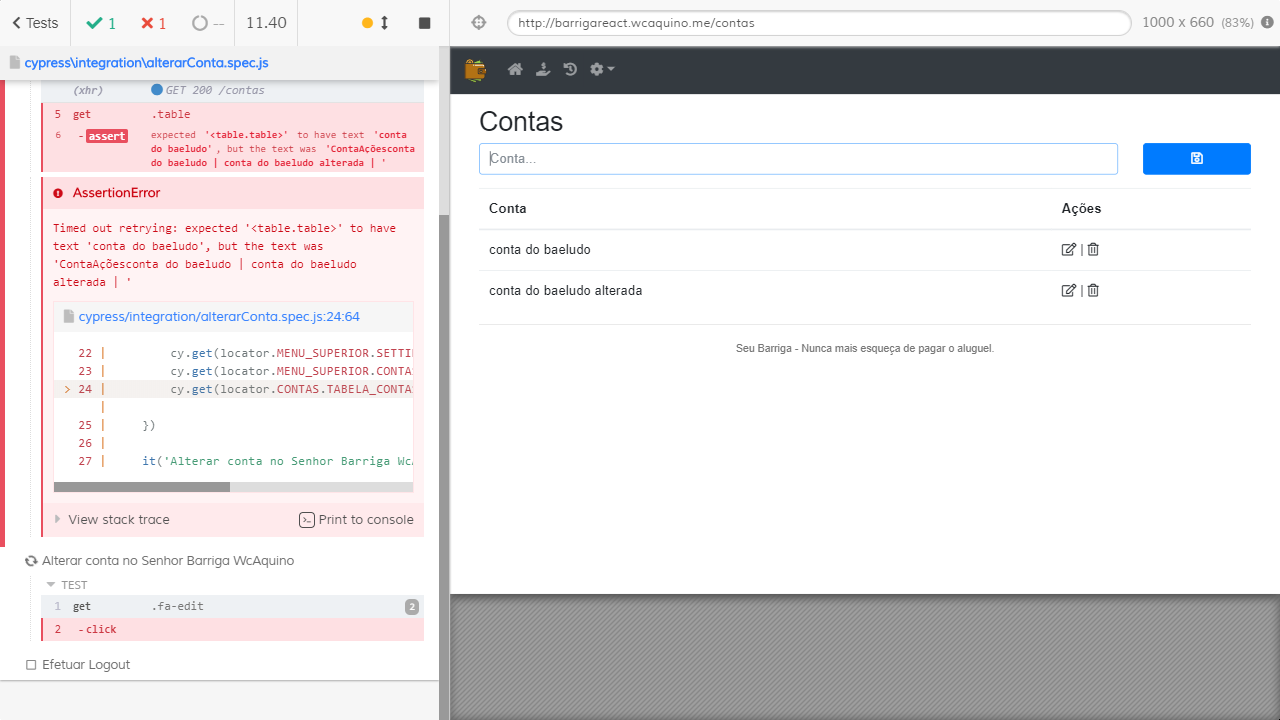 Tests 1 1 -- 11.40
http://barrigareact.wcaquino.me/contas 1000 x 660 (83%)
cypress\integration\alterarConta.spec.js
(xhr) GET 200 /contas
5 get .table
6 -assert expected '<table.table>' to have text 'conta
do baeludo', but the text was 'ContaAçõesconta
do baeludo | conta do baeludo alterada | '
AssertionError
Timed out retrying: expected '<table.table>' to have
text 'conta do baeludo', but the text was
'ContaAçõesconta do baeludo | conta do baeludo
alterada | '
cypress/integration/alterarConta.spec.js:24:64
22 | cy.get(locator.MENU_SUPERIOR.SETTI
23 | cy.get(locator.MENU_SUPERIOR.CONTAS
> 24 | cy.get(locator.CONTAS.TABELA_CONTAS
|
25 | })
26 |
27 | it('Alterar conta no Senhor Barriga WcA
View stack trace Print to console
Alterar conta no Senhor Barriga WcAquino
TEST
1 get .fa-edit 2
2 -click
Efetuar Logout
Contas
Conta...
Conta Ações
conta do baeludo |
conta do baeludo alterada |
Seu Barriga - Nunca mais esqueça de pagar o aluguel.